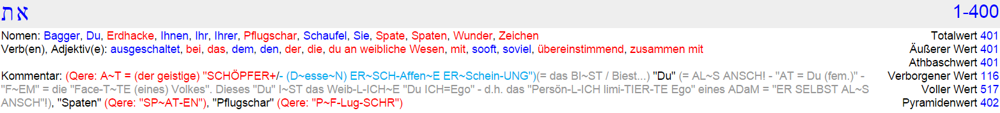 את 1-400
Nomen: Bagger, Du, Erdhacke, Ihnen, Ihr, Ihrer, Pflugschar, Schaufel, Sie, Spate, Spaten, Wunder, Zeichen Totalwert 401
Verb(en), Adjektiv(e): ausgeschaltet, bei, das, dem, den, der, die, du an weibliche Wesen, mit, sooft, soviel, übereinstimmend, zusammen mit Äußerer Wert 401
Athbaschwert 401
Kommentar: (Qere: A~T = (der geistige) "SCHÖPFER+/- (D~esse~N) ER~SCH-Affen~E ER~Schein-UNG")(= das BI~ST / Biest...) "Du" (= AL~S ANSCH! - "AT = Du (fem.)" - Verborgener Wert 116
"F~EM" = die "Face-T~TE (eines) Volkes". Dieses "Du" I~ST das Weib-L-ICH~E "Du ICH=Ego" - d.h. das "Persön-L-ICH limi-TIER-TE Ego" eines ADaM = "ER SELBST AL~S Voller Wert 517
ANSCH"!), "Spaten" (Qere: "SP~AT-EN"), "Pflugschar" (Qere: "P~F-Lug-SCHR") Pyramidenwert 402